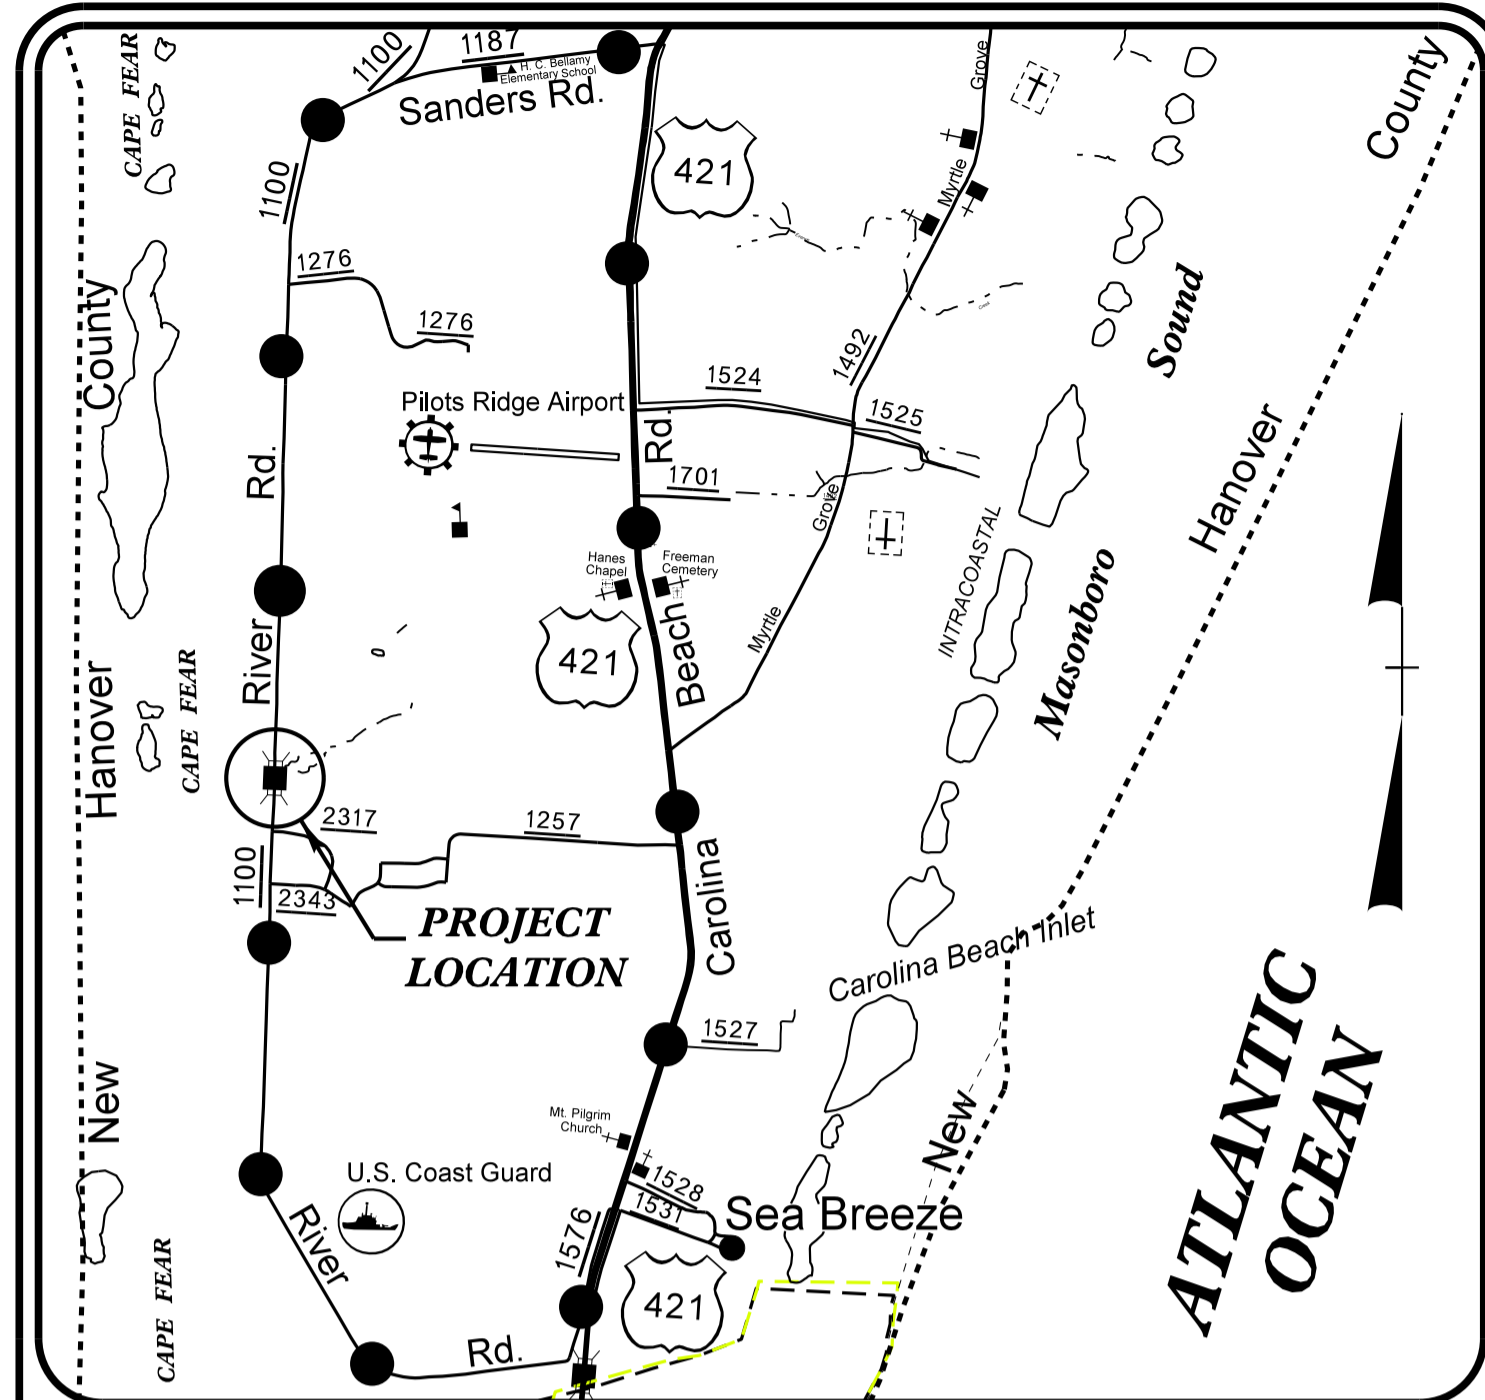 CAPE FEAR
1100
1187
H. C. Bellamy
Elementary School
Sanders Rd.
Grove
County
421
Myrtle
1100
1276
1276
County
Sound
1492
1524
1525
Pilots Ridge Airport
Rd.
Rd.
1701
Grove
Hanover
INTRACOASTAL
Masonboro
Hanes
Chapel
Freeman
Cemetery
421
Beach
Myrtle
River
Hanover
CAPE FEAR
2317
1257
1100
2343
PROJECT
LOCATION
Carolina
Carolina Beach Inlet
ATLANTIC
OCEAN
1527
New
New
Mt. Pilgrim
Church
U.S. Coast Guard
1528
1531
Sea Breeze
1576
River
421
CAPE FEAR
Rd.